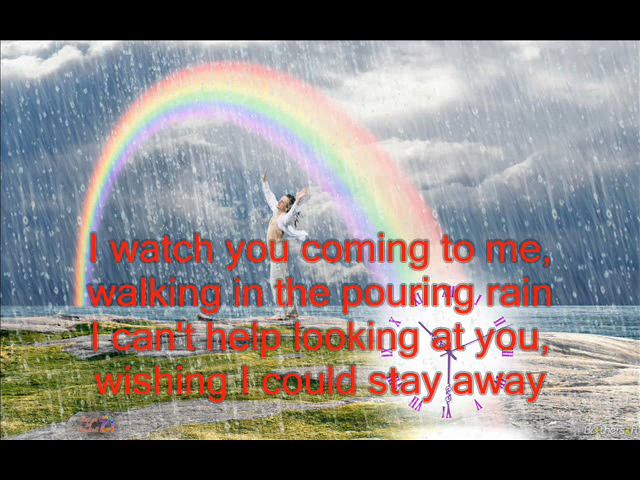 I watch you coming to me,
walking in the pouring rain
I can't help looking at you,
wishing I could stay away